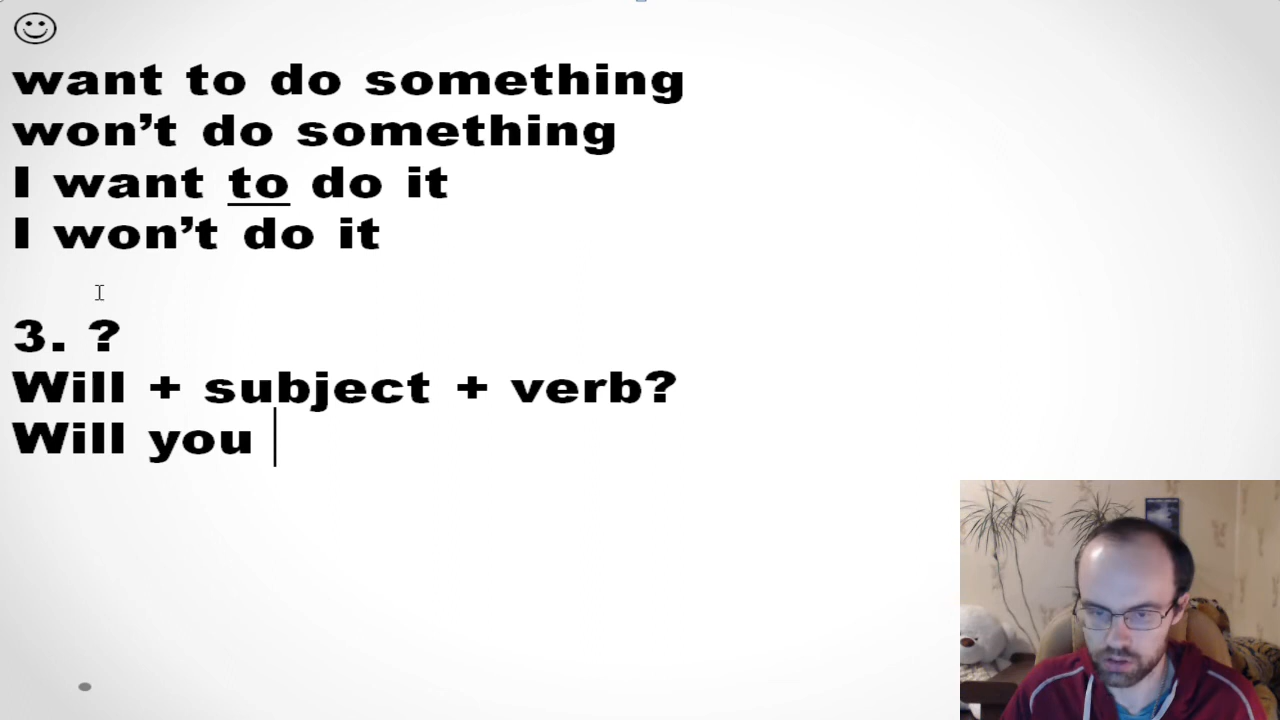 want to do something
won’t do something
I want to do it
I won’t do it
3. ?
Will + subject + verb?
Will you